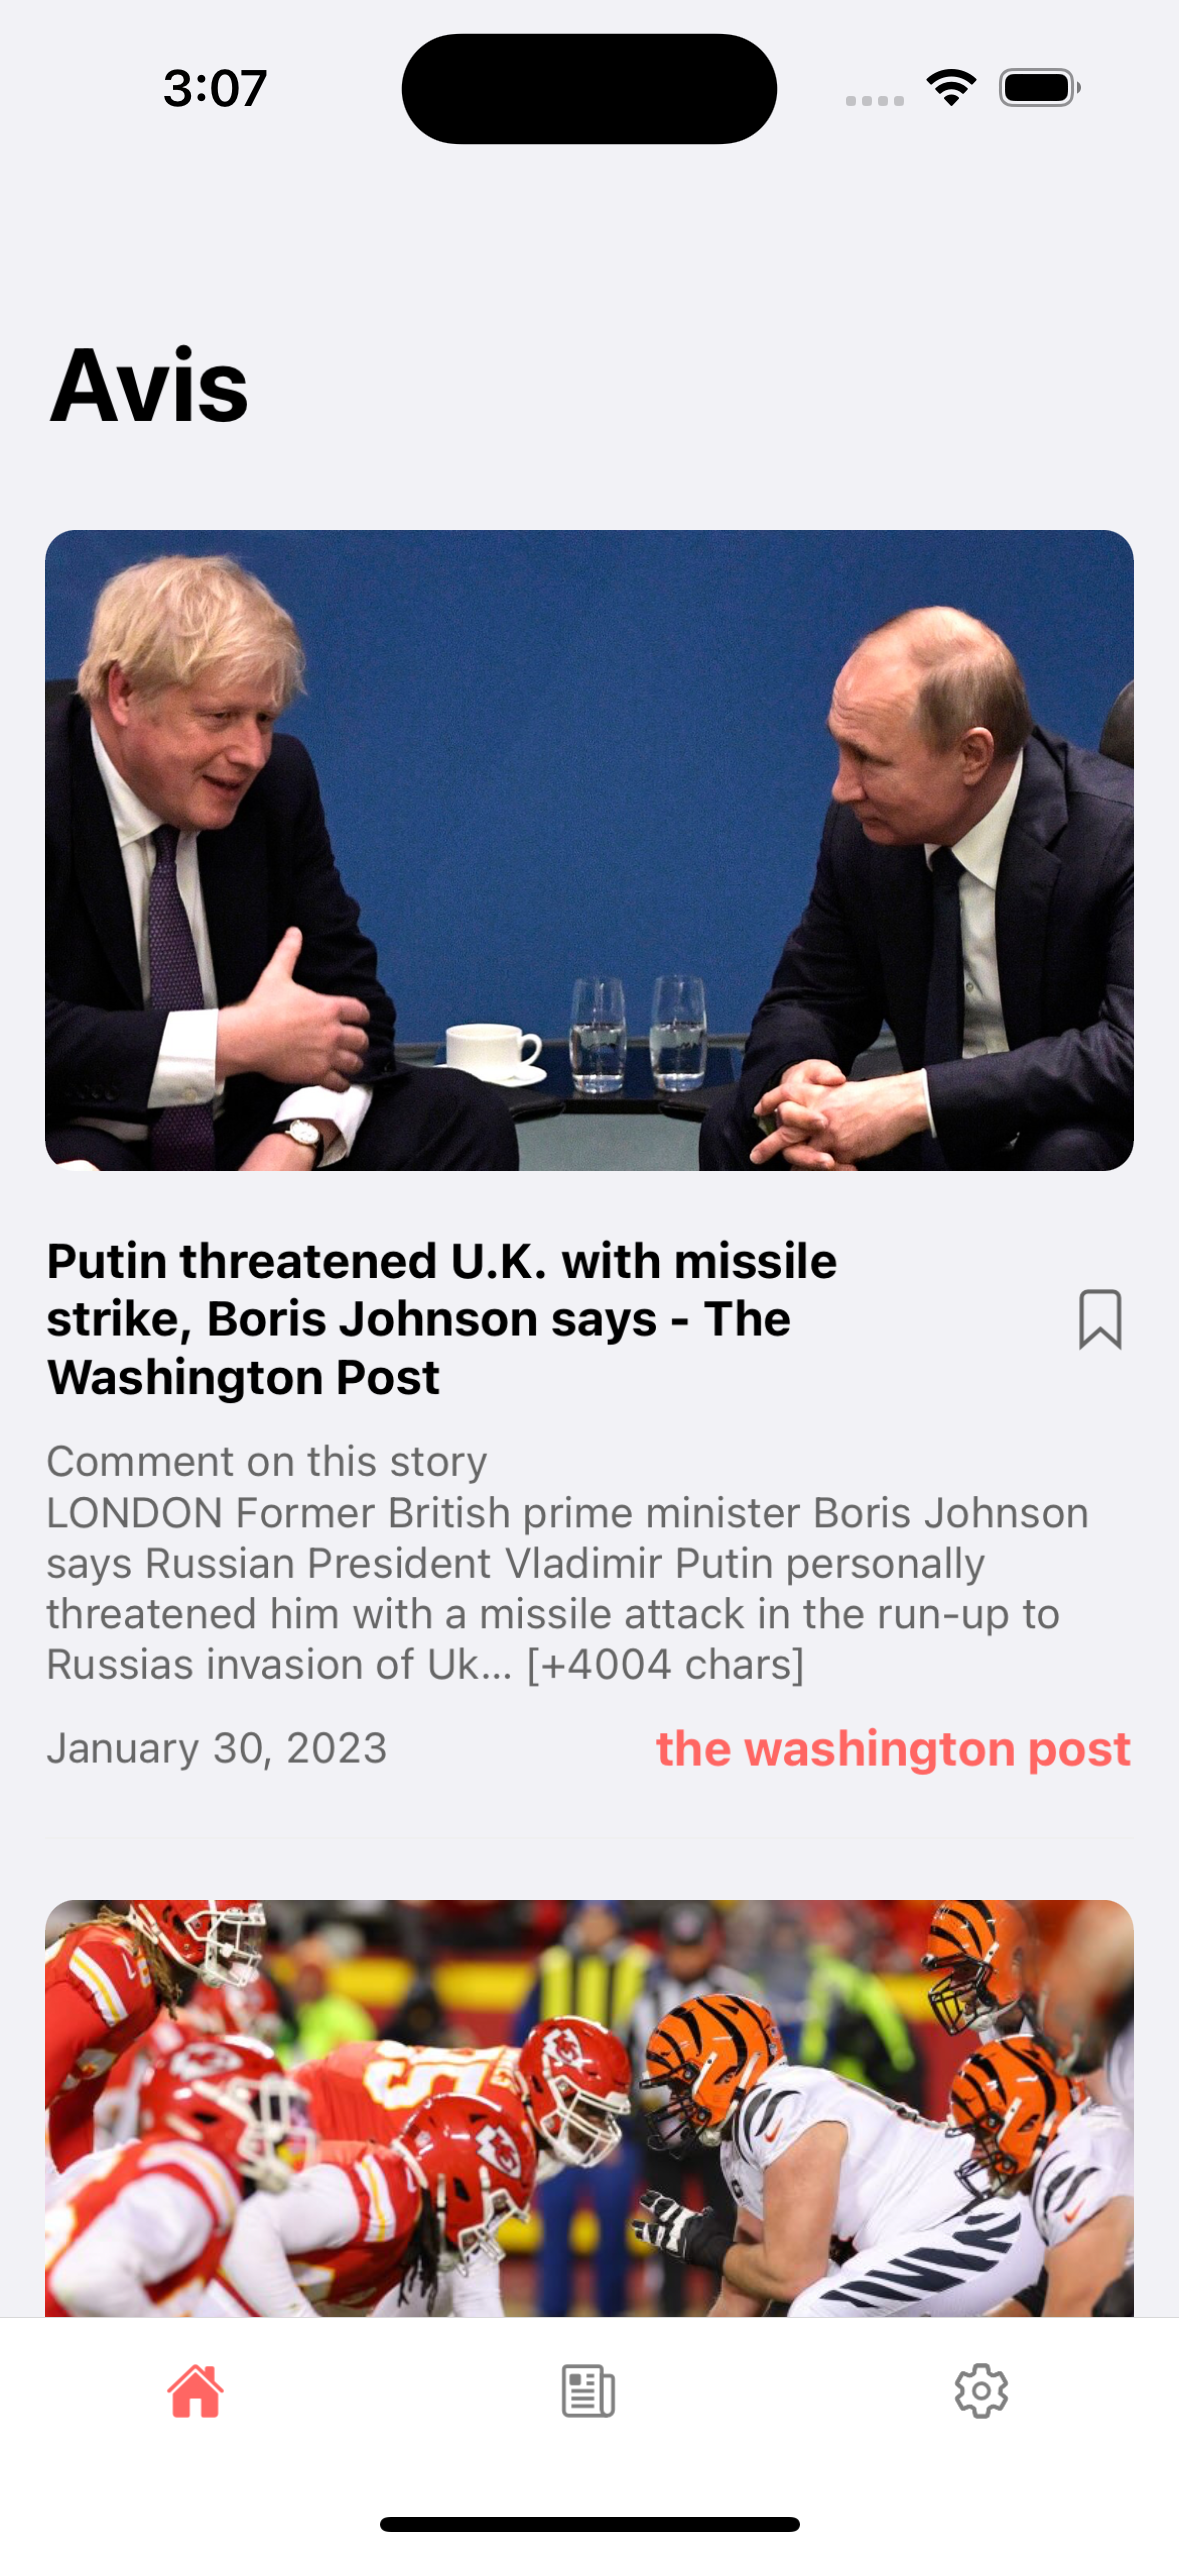 3:07
Avis
Putin threatened U.K. with missile
strike, Boris Johnson says - The
Washington Post
Comment on this story
LONDON Former British prime minister Boris Johnson
says Russian President Vladimir Putin personally
threatened him with a missile attack in the run-up to
Russias invasion of Uk... [+4004 chars]
January 30, 2023
the washington post